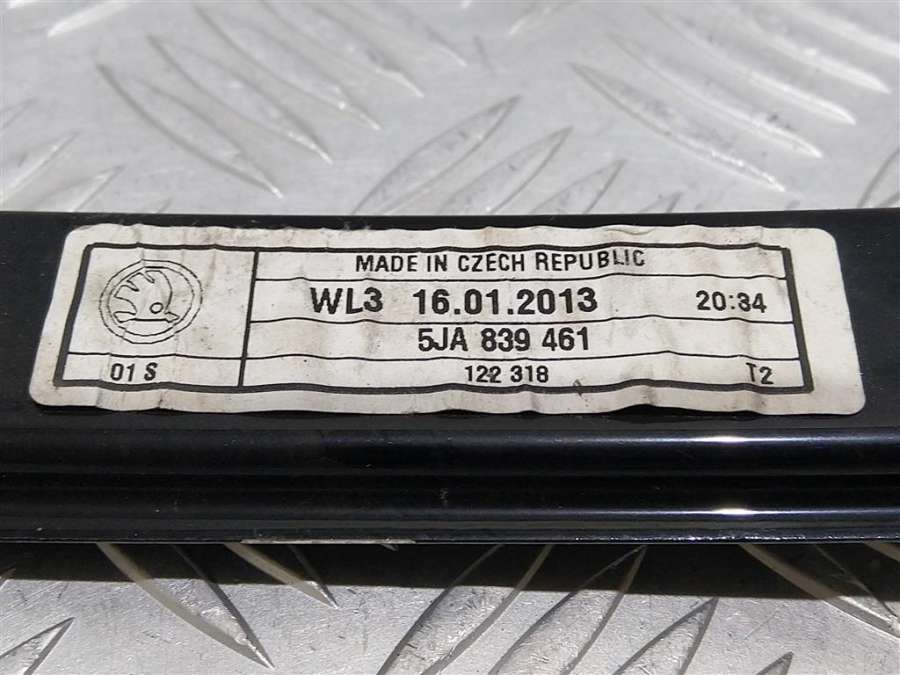 MADE IN CZECH REPUBLIC
WL3 16.01.2013 20:34
5JA 839 461
01 S 122 318 T2